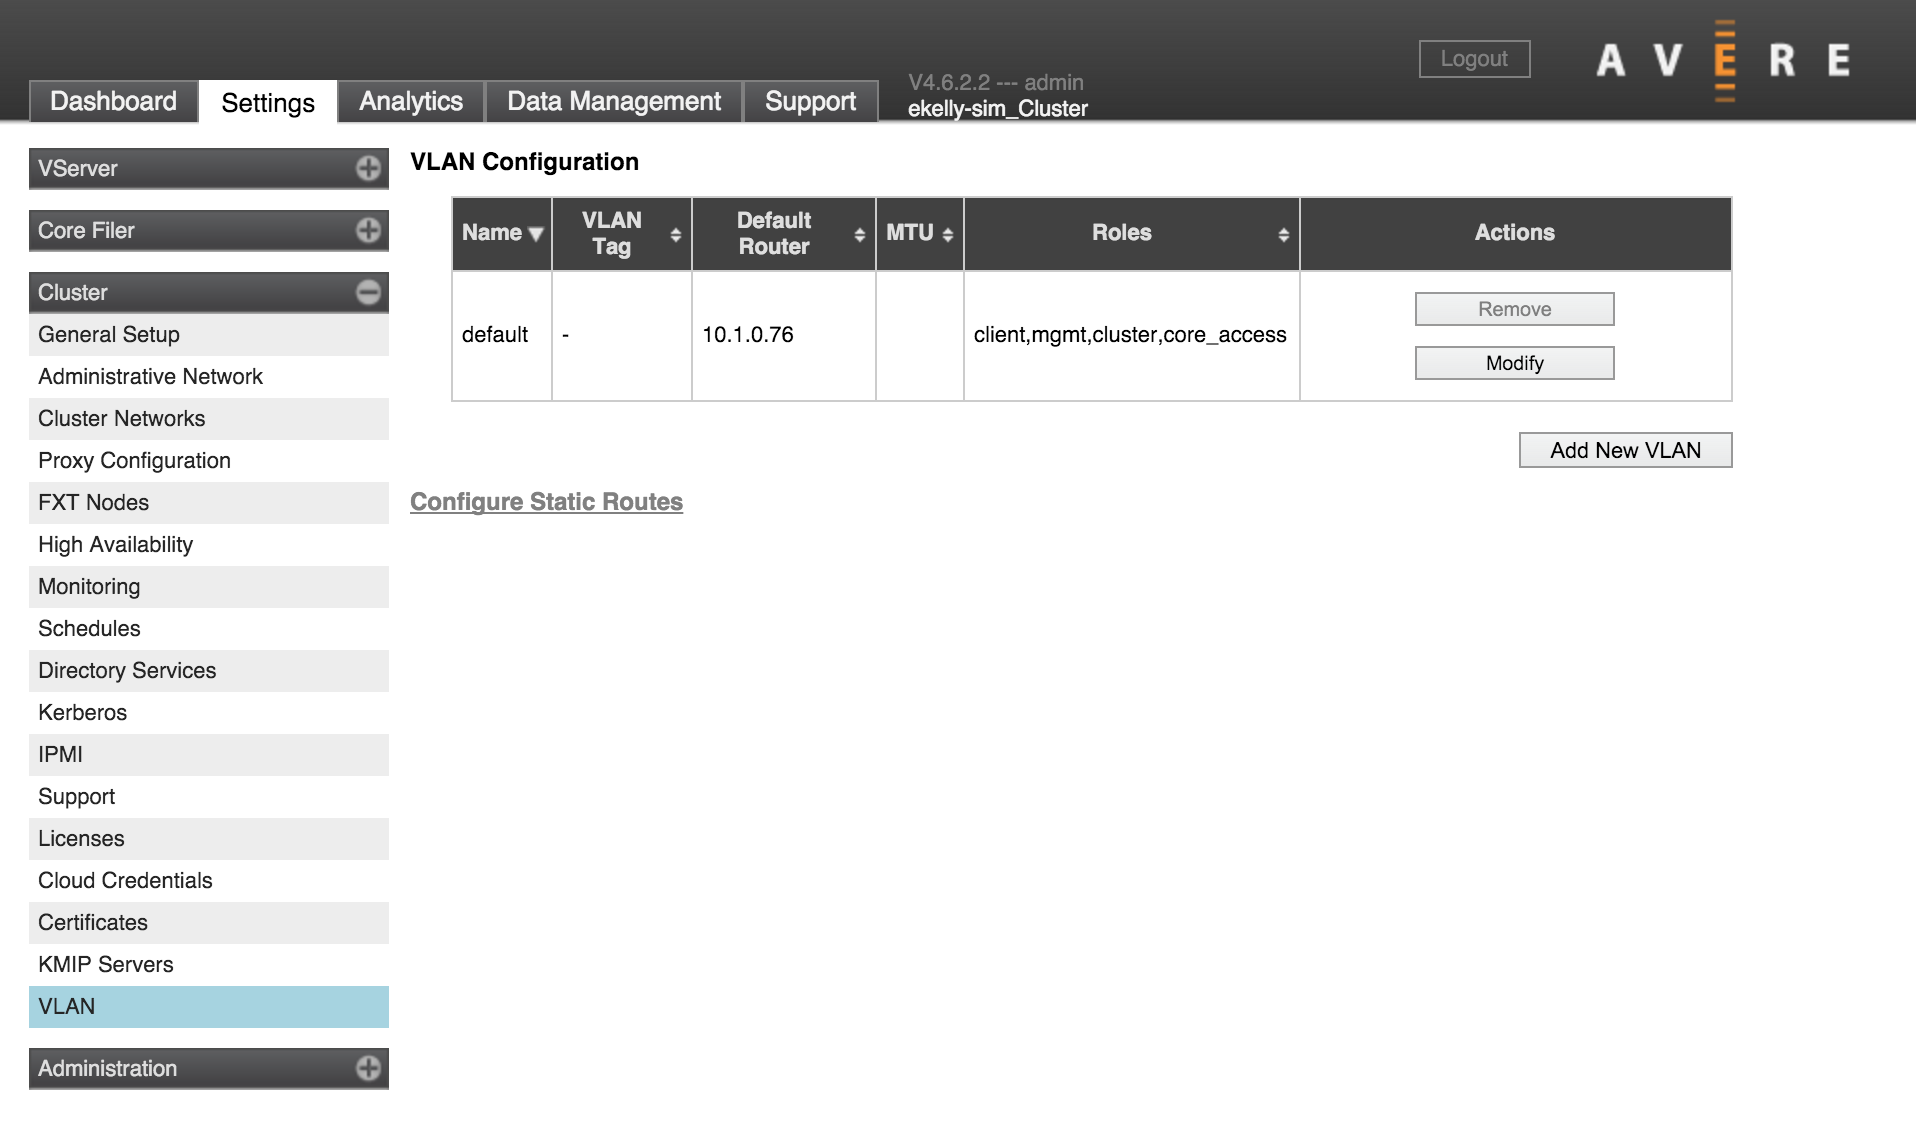 Logout
AVERE
V4.6.2.2 --- admin
Dashboard Settings Analytics Data Management Support
ekelly-sim_Cluster
VServer
Core Filer
Cluster
General Setup
Administrative Network
Cluster Networks
Proxy Configuration
FXT Nodes
High Availability
Monitoring
Schedules
Directory Services
Kerberos
IPMI
Support
Licenses
Cloud Credentials
Certificates
KMIP Servers
VLAN
Administration
VLAN Configuration
Name VLAN Tag Default Router MTU Roles Actions
default - 10.1.0.76 client,mgmt,cluster,core_access
Remove
Modify
Add New VLAN
Configure Static Routes